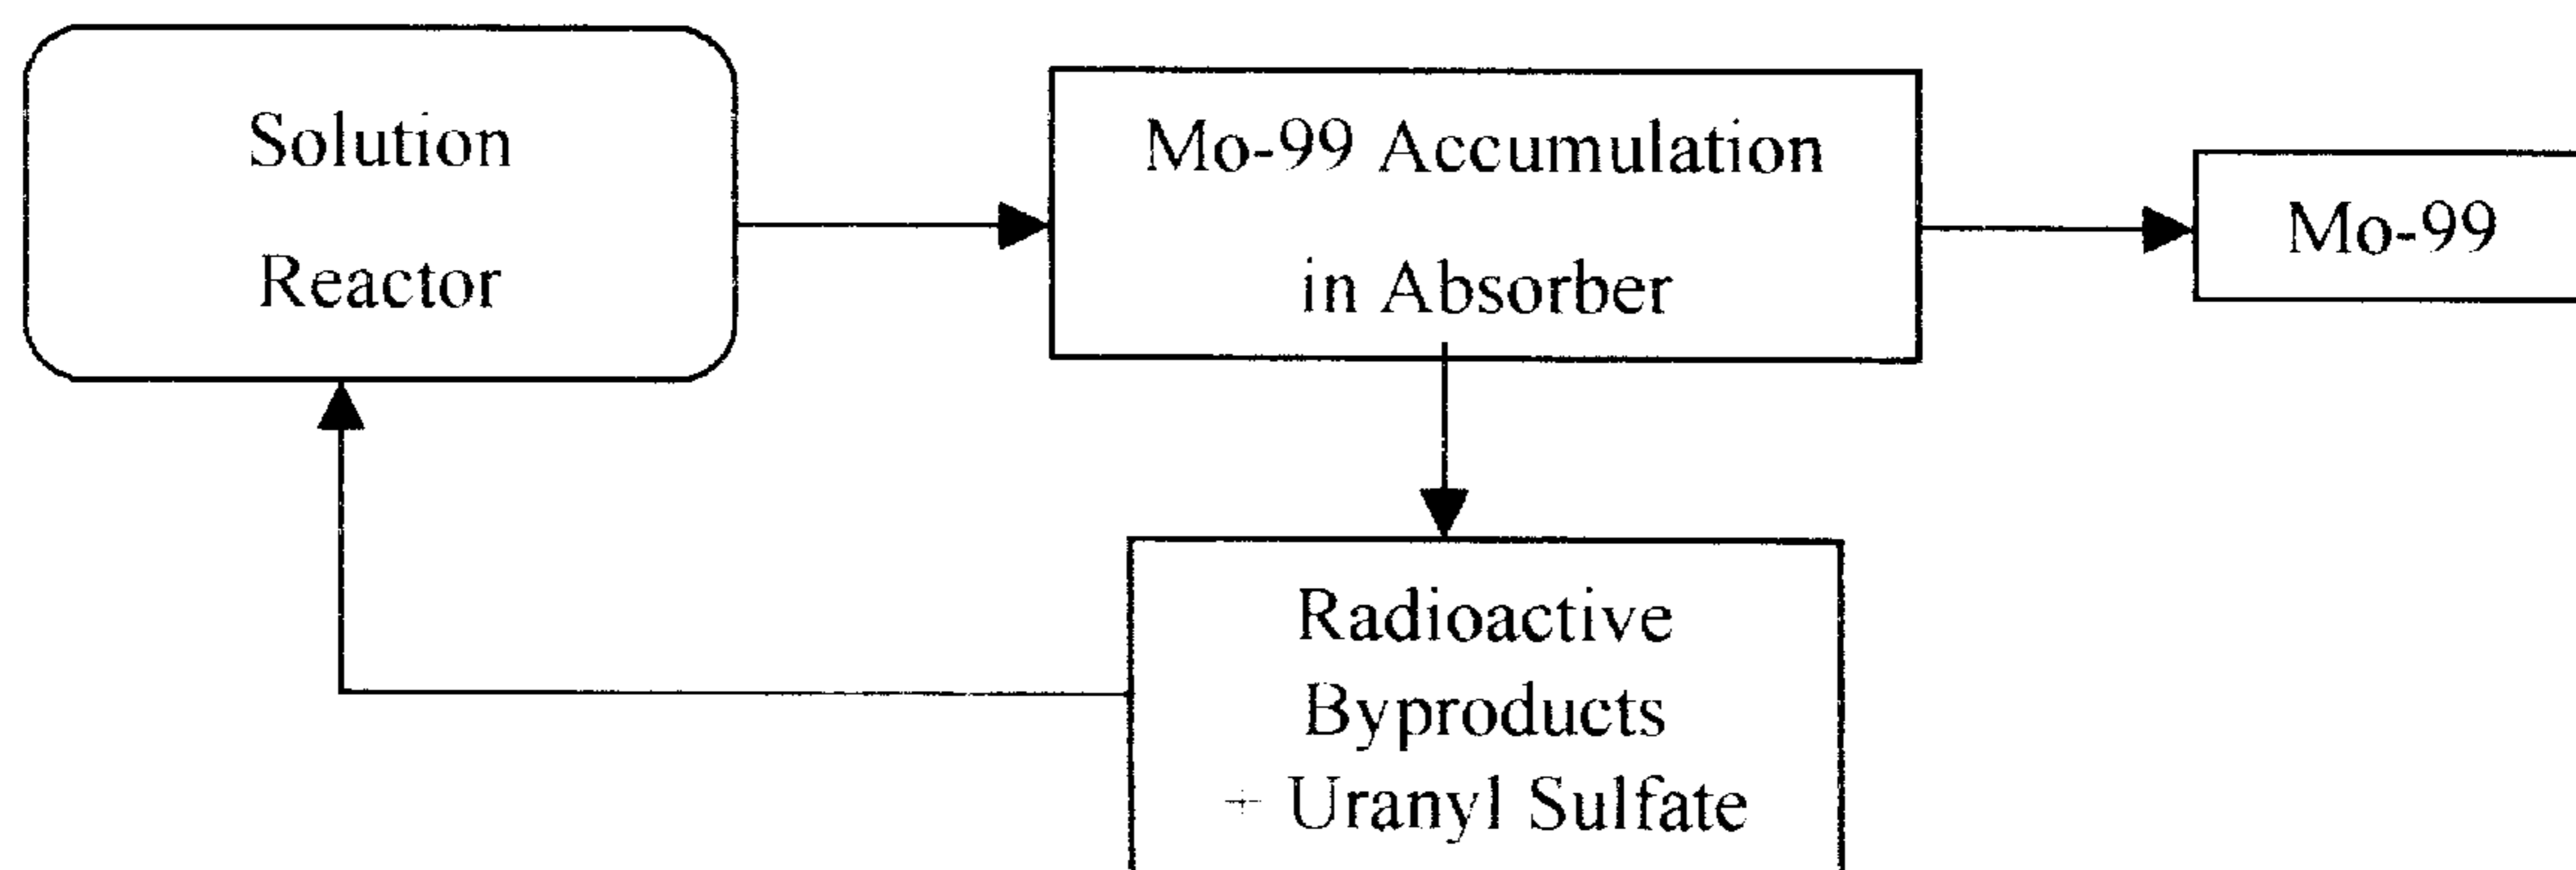 Solution
Reactor
Mo-99 Accumulation
in Absorber
Mo-99
Radioactive
Byproducts
+ Uranyl Sulfate